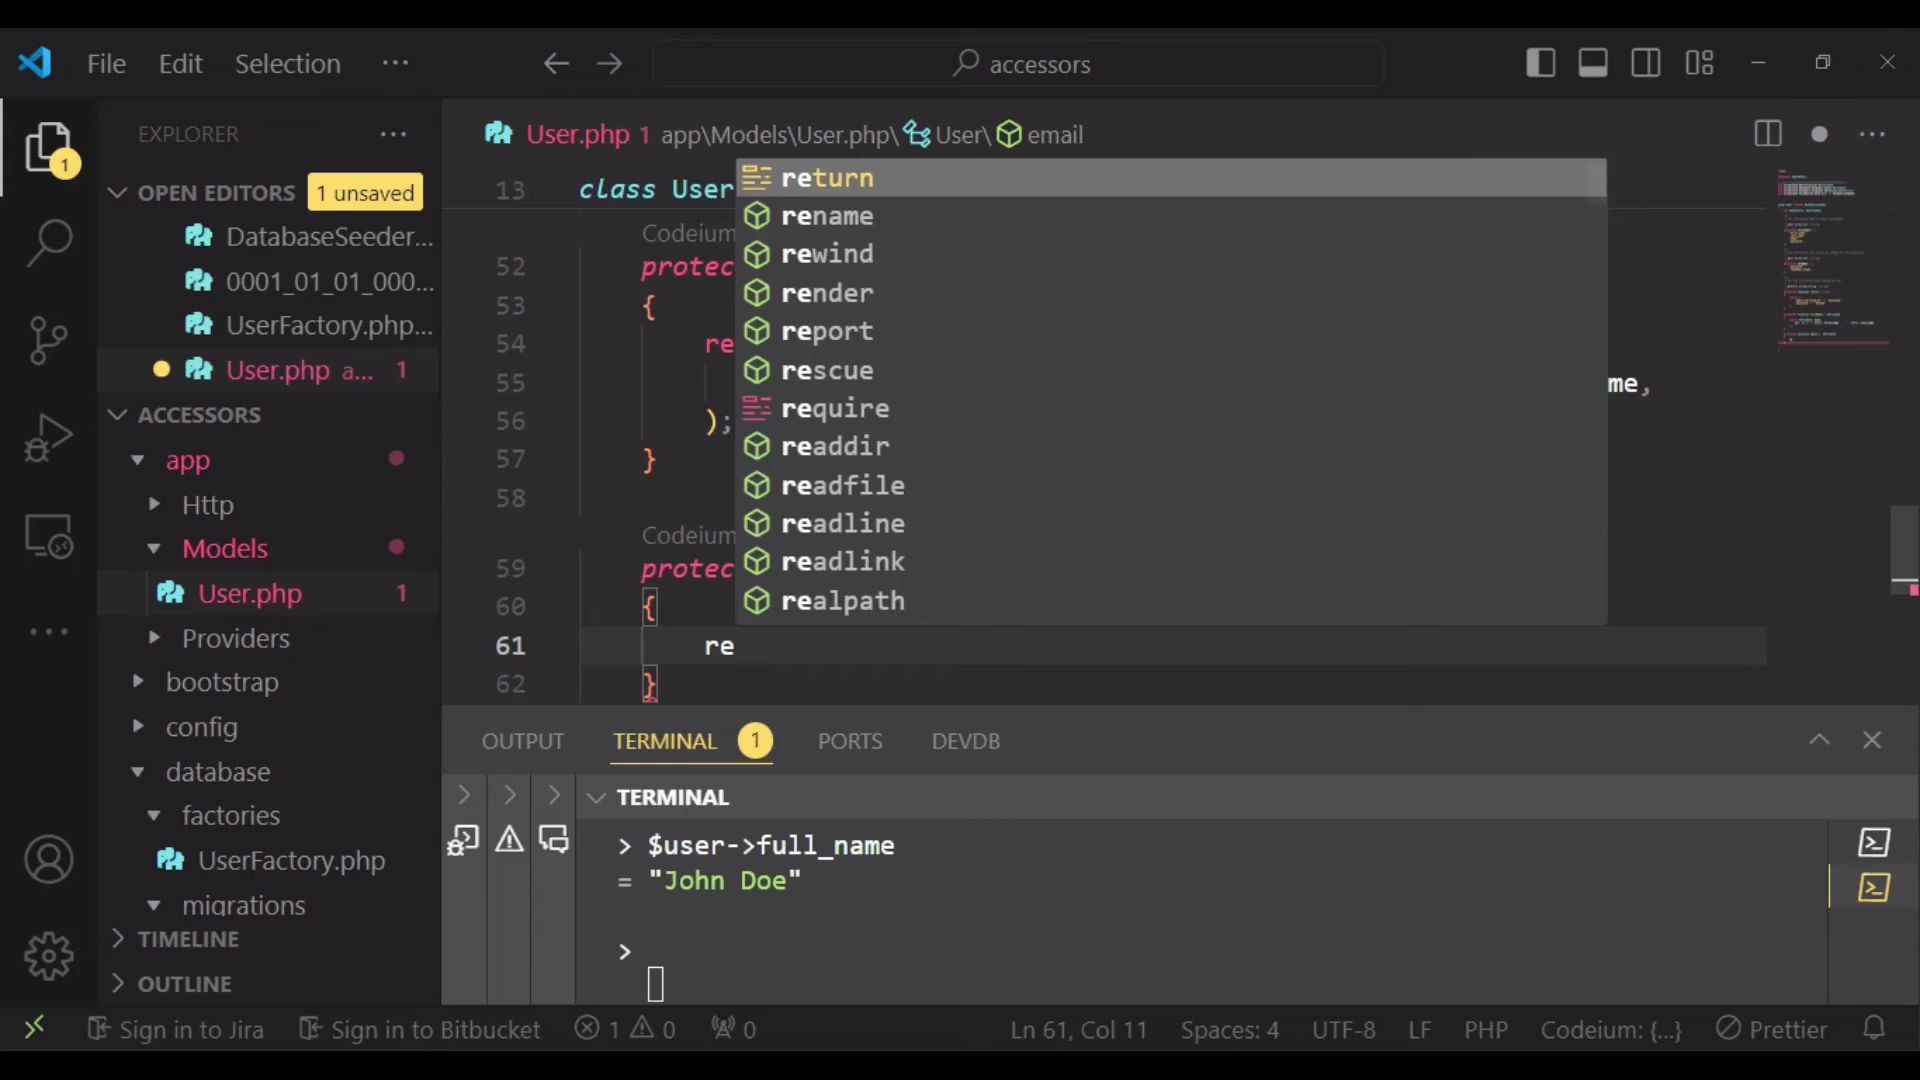 File Edit Selection ···
accessors
EXPLORER ···
OPEN EDITORS 1 unsaved
DatabaseSeeder...
0001_01_01_000...
UserFactory.php...
User.php a... 1
ACCESSORS
app
Http
Models
User.php 1
Providers
bootstrap
config
database
factories
UserFactory.php
migrations
TIMELINE
OUTLINE
1
User.php 1 app\Models\User.php\ User\ email
13 class User
Codeium
52 protec
53 {
54 re
55 me,
56 );
57 }
58
Codeium
59 protec
60 {
61 re
62 }
return
rename
rewind
render
report
rescue
require
readdir
readfile
readline
readlink
realpath
OUTPUT TERMINAL 1 PORTS DEVDB
TERMINAL
> $user->full_name
= "John Doe"
>
Sign in to Jira Sign in to Bitbucket 1 0 0 Ln 61, Col 11 Spaces: 4 UTF-8 LF PHP Codeium: {...} Prettier